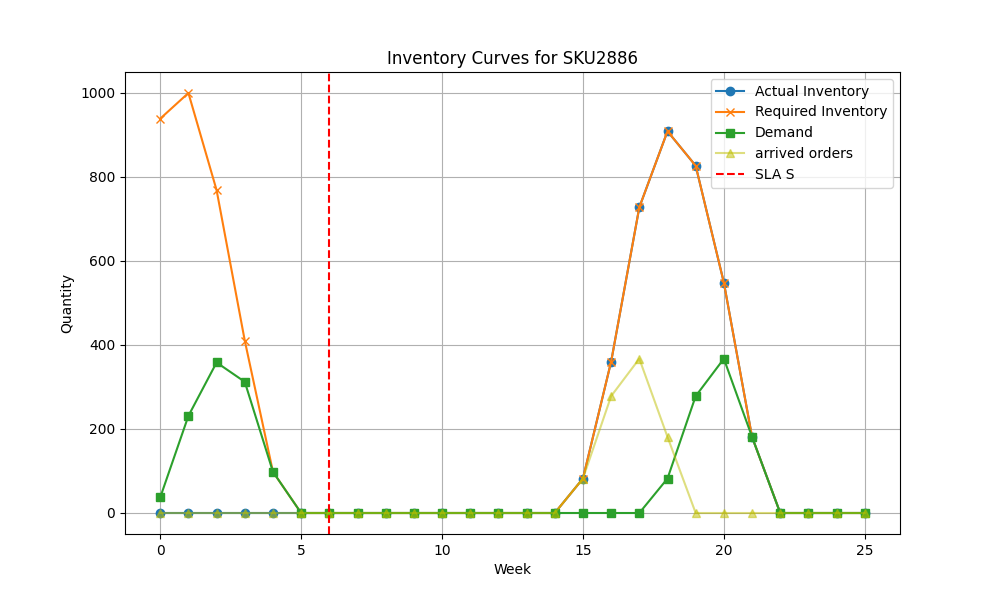 Inventory Curves for SKU2886
Actual Inventory
Required Inventory
Demand
arrived orders
SLA S
Quantity
1000
800
600
400
200
0
0 5 10 15 20 25
Week